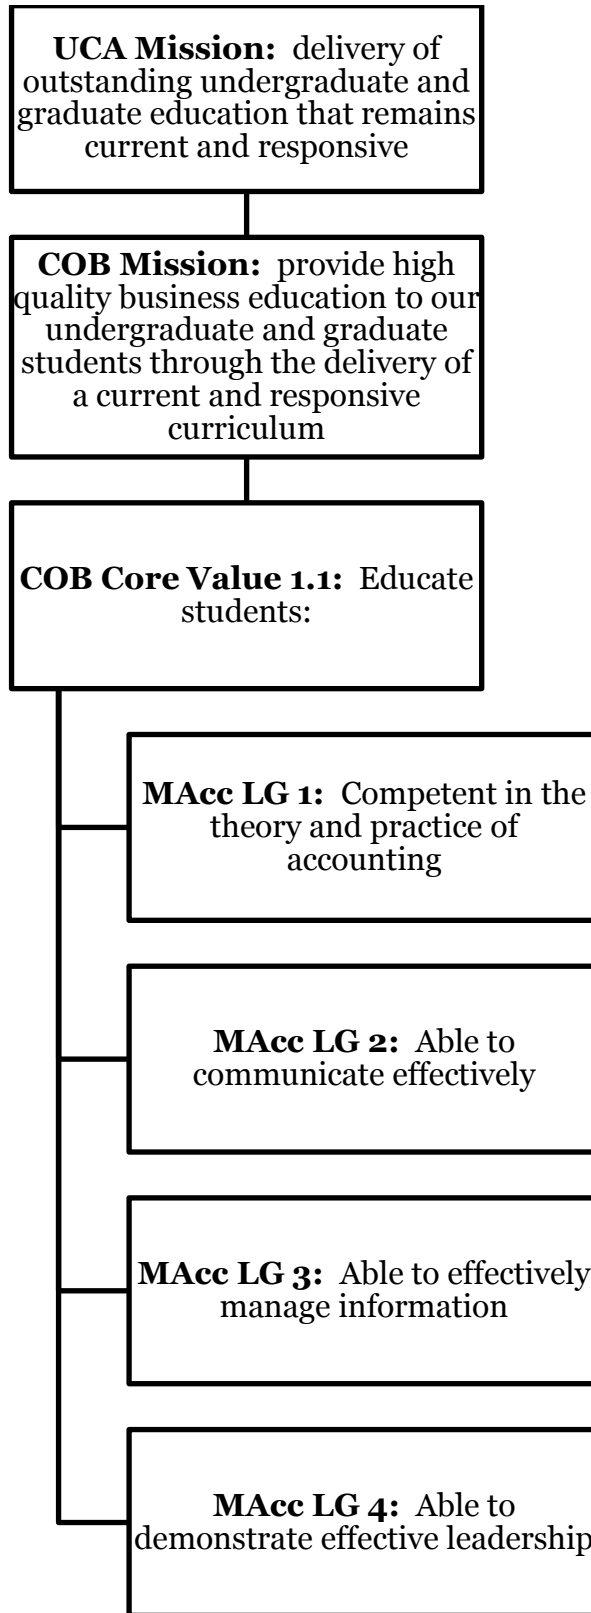 UCA Mission: delivery of
outstanding undergraduate and
graduate education that remains
current and responsive
COB Mission: provide high
quality business education to our
undergraduate and graduate
students through the delivery of
a current and responsive
curriculum
COB Core Value 1.1: Educate
students:
MAcc LG 1: Competent in the
theory and practice of
accounting
MAcc LG 2: Able to
communicate effectively
MAcc LG 3: Able to effectively
manage information
MAcc LG 4: Able to
demonstrate effective leadership